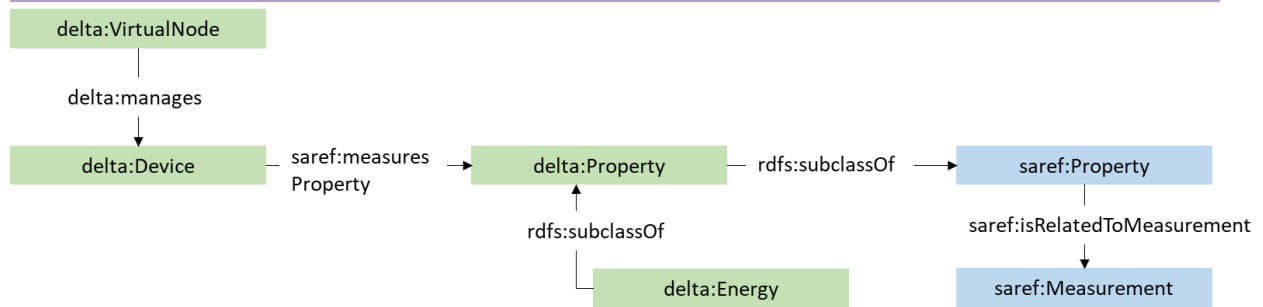 delta:VirtualNode
delta:manages
delta:Device
saref:measures
Property
delta:Property
rdfs:subclassOf
saref:Property
rdfs:subclassOf
saref:isRelatedToMeasurement
delta:Energy
saref:Measurement